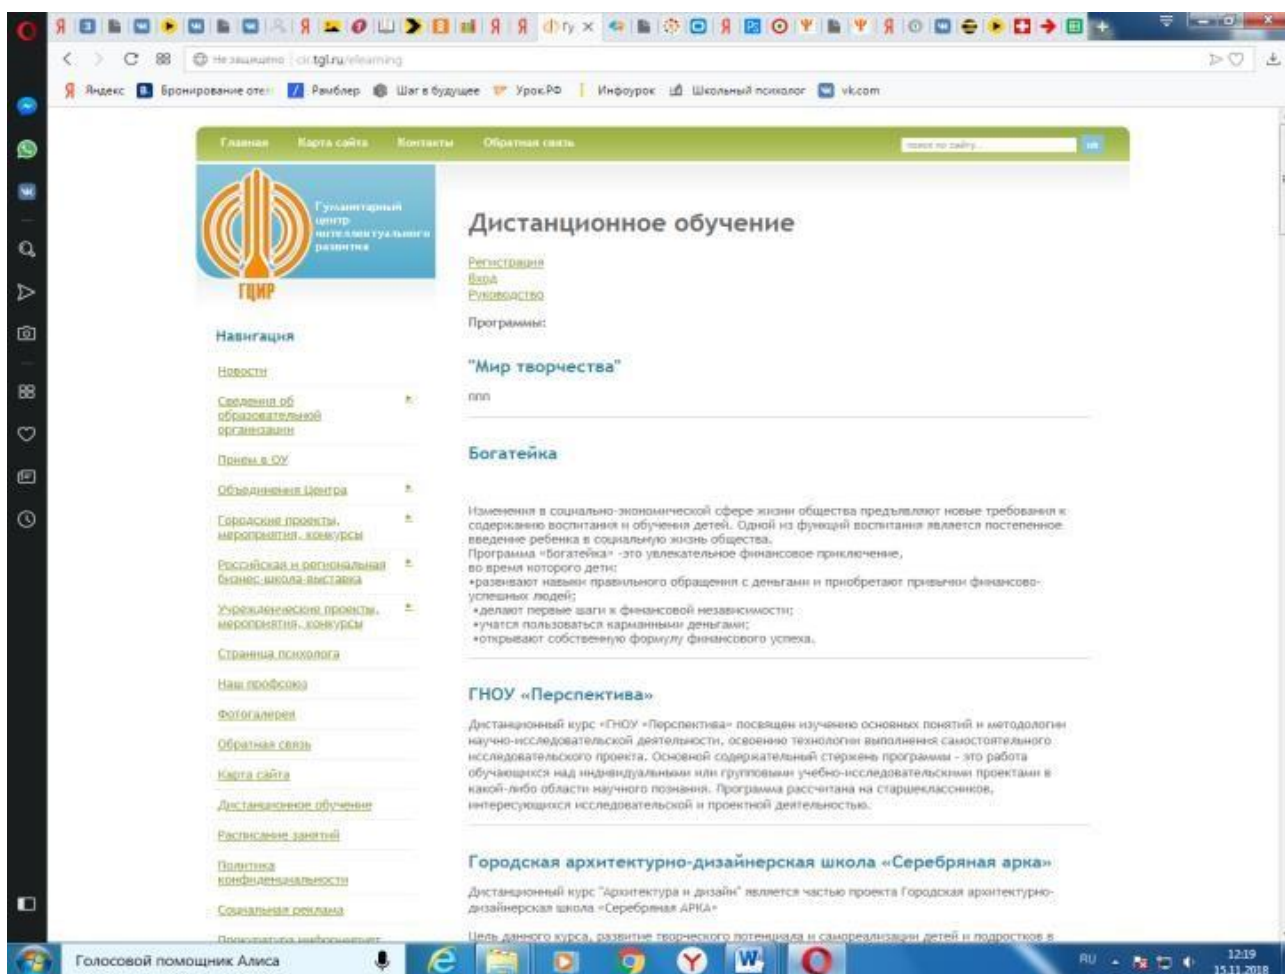 Не защищено cir.tgl.ru/elearning
Яндекс Бронирование отел Рамблер Шаг в будущее Урок.РФ Инфоурок Школьный психолог vk.com
Главная Карта сайта Контакты Обратная связь поиск по сайту...
Гуманитарный
центр
интеллектуального
развития
ГЦИР
Дистанционное обучение
Регистрация
Вход
Руководство
Программы:
"Мир творчества"
ппп
Богатейка
Изменения в социально-экономической сфере жизни общества предъявляют новые требования к
содержанию воспитания и обучения детей. Одной из функций воспитания является постепенное
введение ребенка в социальную жизнь общества.
Программа «Богатейка» -это увлекательное финансовое приключение,
во время которого дети:
•развивают навыки правильного обращения с деньгами и приобретают привычки финансово-
успешных людей;
•делают первые шаги к финансовой независимости;
•учатся пользоваться карманными деньгами;
•открывают собственную формулу финансового успеха.
ГНОУ «Перспектива»
Дистанционный курс «ГНОУ «Перспектива» посвящен изучению основных понятий и методологии
научно-исследовательской деятельности, освоению технологии выполнения самостоятельного
исследовательского проекта. Основной содержательный стержень программы - это работа
обучающихся над индивидуальными или групповыми учебно-исследовательскими проектами в
какой-либо области научного познания. Программа рассчитана на старшеклассников,
интересующихся исследовательской и проектной деятельностью.
Городская архитектурно-дизайнерская школа «Серебряная арка»
Дистанционный курс "Архитектура и дизайн" является частью проекта Городская архитектурно-
дизайнерская школа «Серебряная АРКА»
Цель данного курса, развитие творческого потенциала и самореализации детей и подростков в
Навигация
Новости
Сведения об
образовательной
организации
Прием в ОУ
Объединения Центра
Городские проекты,
мероприятия, конкурсы
Российская и региональная
бизнес-школа-выставка
Учрежденческие проекты,
мероприятия, конкурсы
Страница психолога
Наш профсоюз
Фотогалерея
Обратная связь
Карта сайта
Дистанционное обучение
Расписание занятий
Политика
конфиденциальности
Социальная реклама
Прокуратура информирует
Голосовой помощник Алиса
RU
12:19
15.11.2018